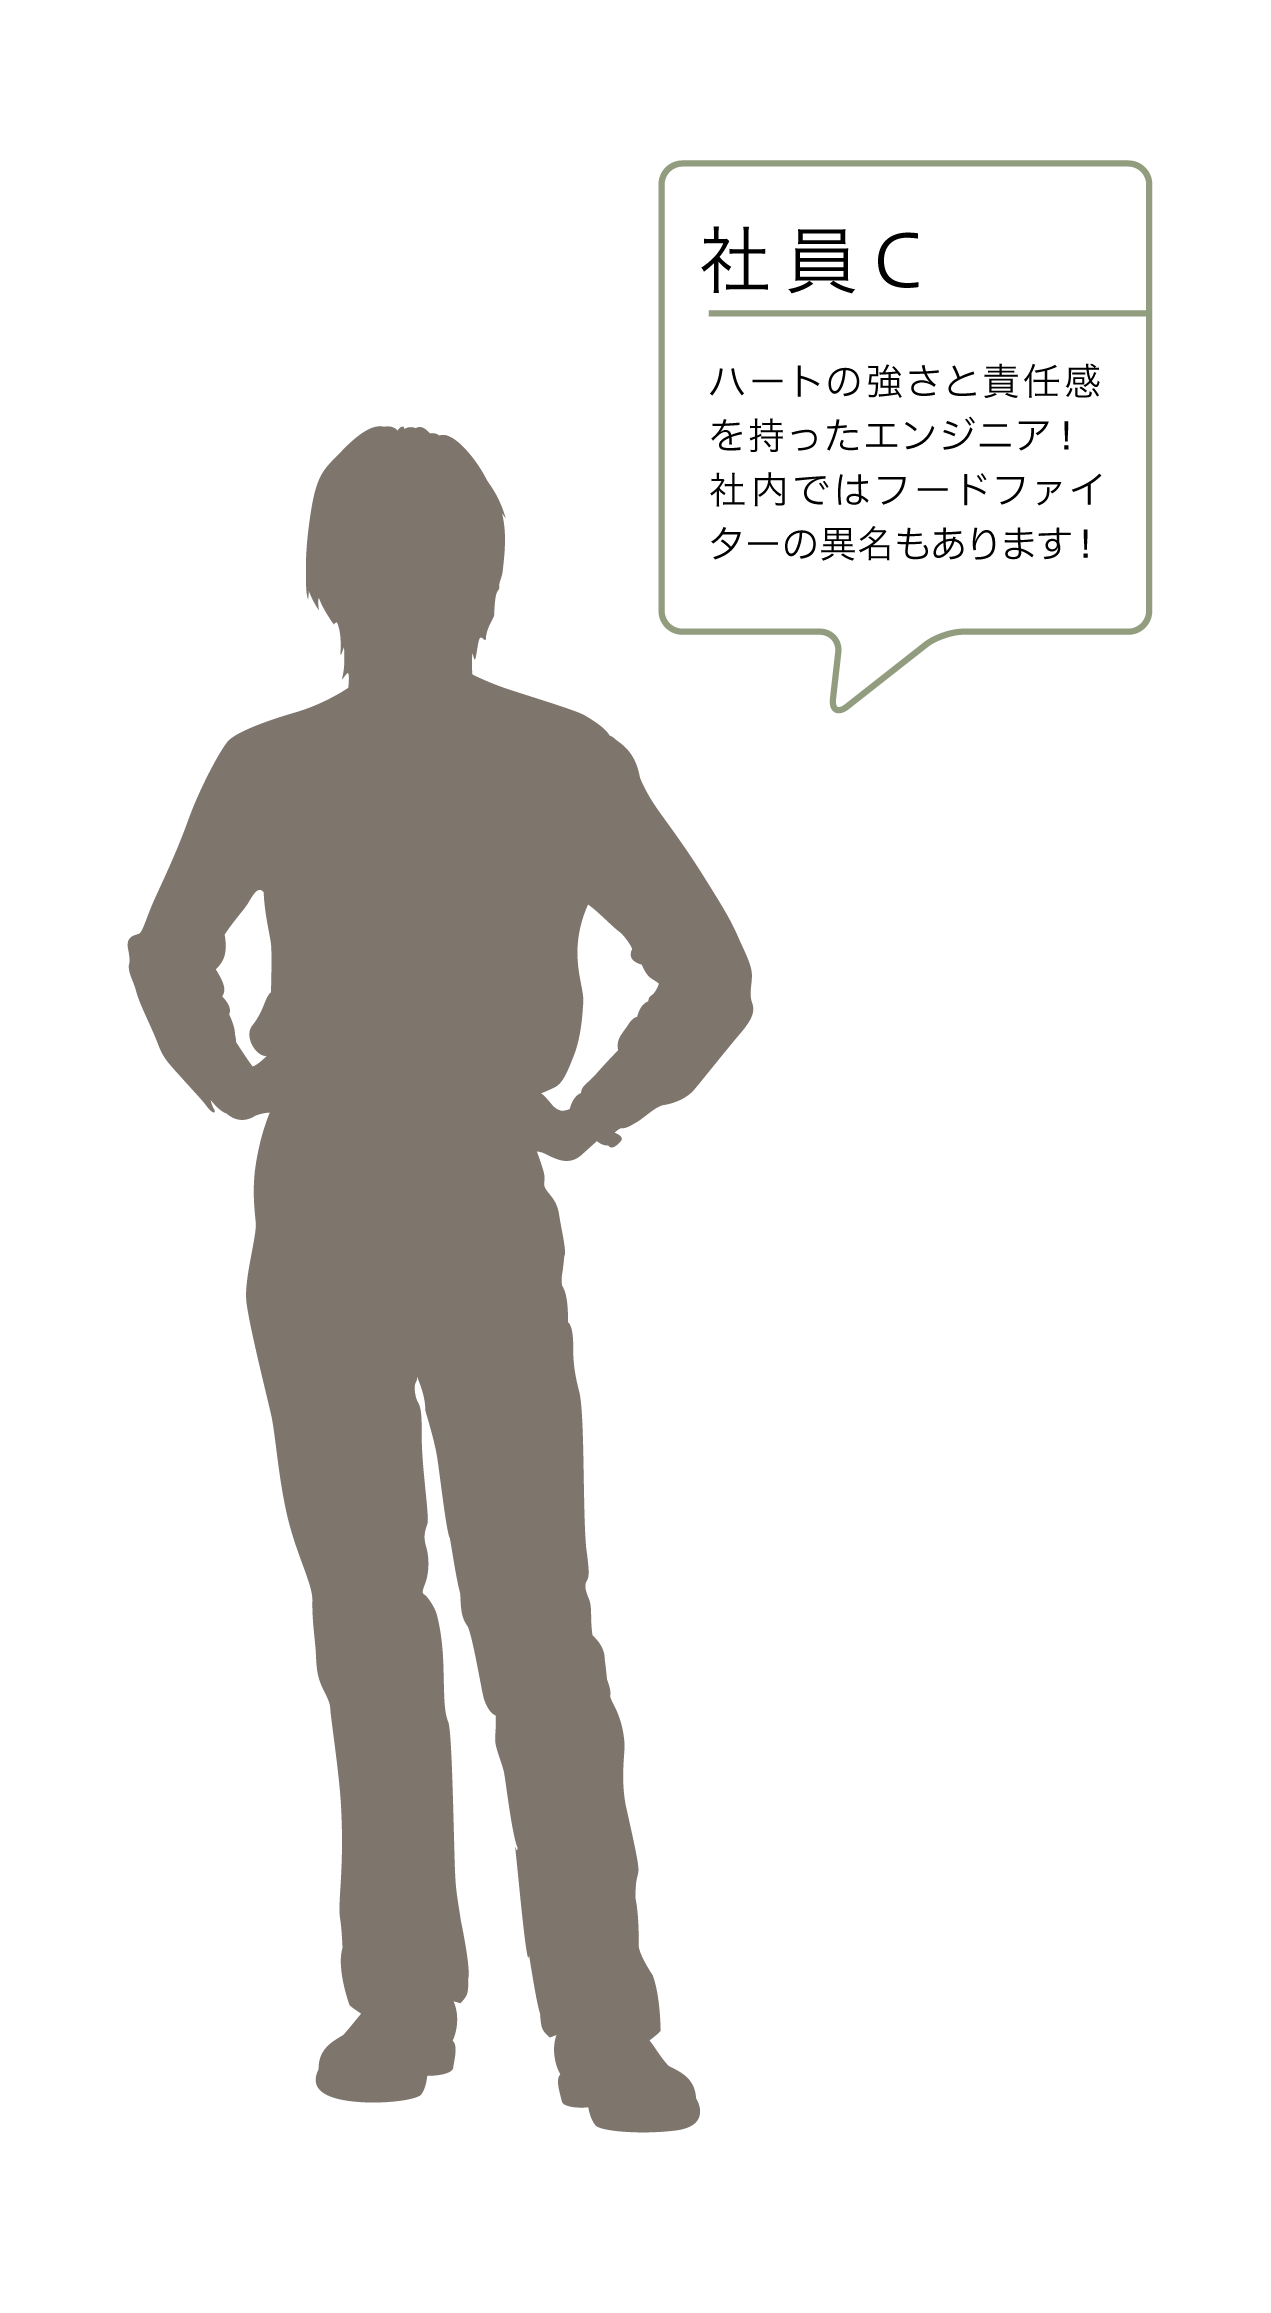 社員C
ハートの強さと責任感
を持ったエンジニア！
社内ではフードファイ
ターの異名もあります！